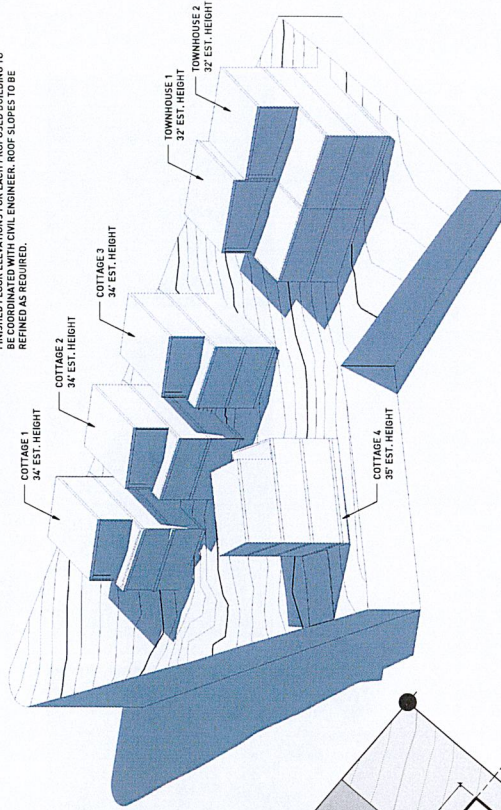 BE COORDINATED WITH CIVIL ENGINEER. ROOF SLOPES TO BE
REFINED AS REQUIRED.
COTTAGE 1
34' EST. HEIGHT
COTTAGE 2
34' EST. HEIGHT
COTTAGE 3
34' EST. HEIGHT
TOWNHOUSE 1
32' EST. HEIGHT
TOWNHOUSE 2
32' EST. HEIGHT
COTTAGE 4
35' EST. HEIGHT